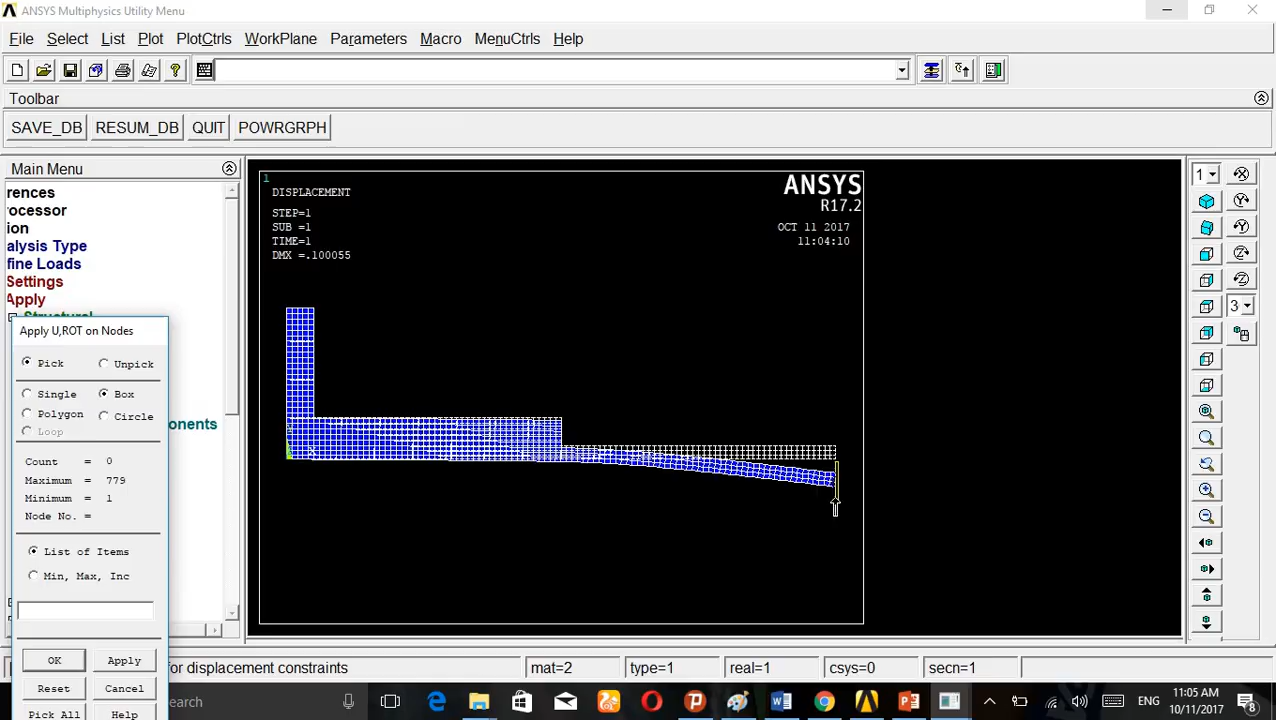 ANSYS Multiphysics Utility Menu
File Select List Plot PlotCtrls WorkPlane Parameters Macro MenuCtrls Help
Toolbar
SAVE_DB RESUM_DB QUIT POWRGRPH
Main Menu
rences
rocessor
ion
alysis Type
fine Loads
Settings
Apply
Structural
onents
Apply U,ROT on Nodes
Pick Unpick
Single Box
Polygon Circle
Loop
Count = 0
Maximum = 779
Minimum = 1
Node No. =
List of Items
Min, Max, Inc
OK Apply
Reset Cancel
Pick All Help
1
DISPLACEMENT
STEP=1
SUB =1
TIME=1
DMX =.100055
ANSYS
R17.2
OCT 11 2017
11:04:10
X
1
3
for displacement constraints
mat=2 type=1 real=1 csys=0 secn=1
earch
ENG
11:05 AM
10/11/2017
8